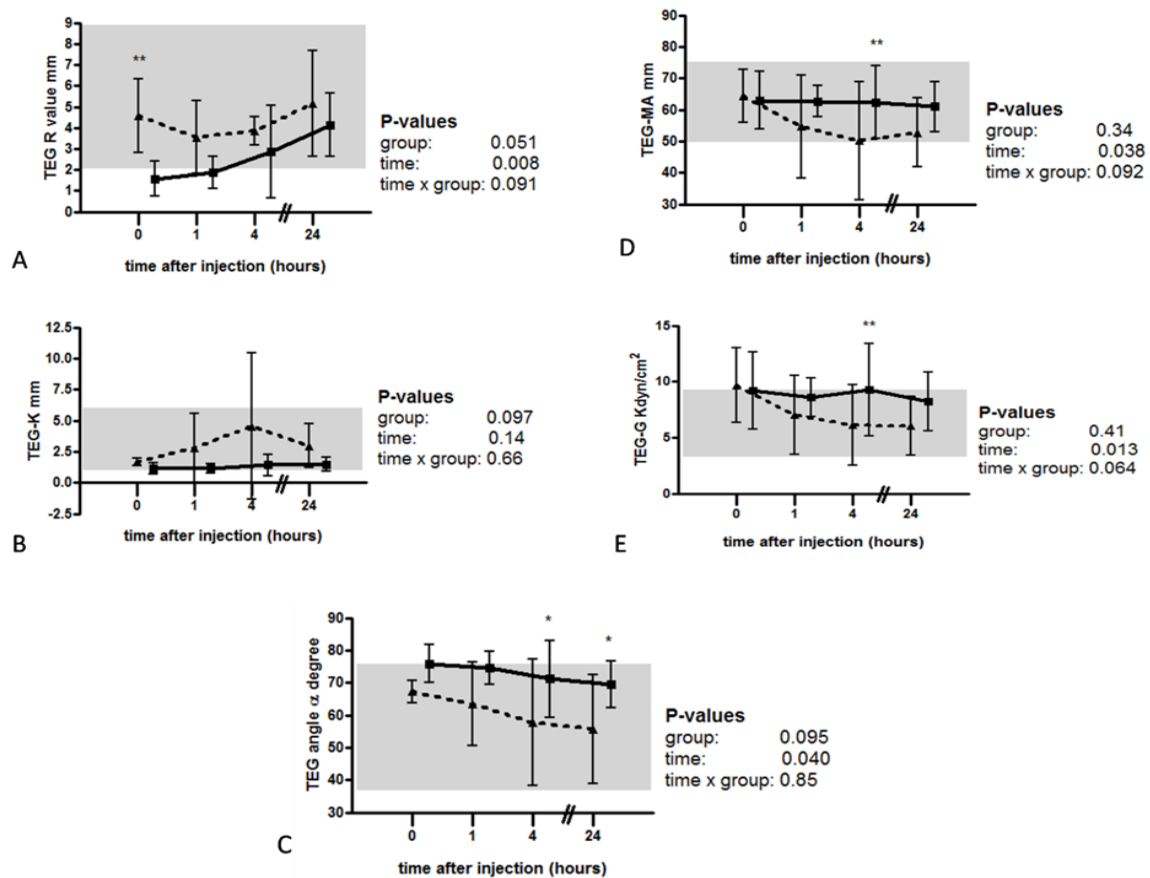 TEG R value mm
9
8
7
6
5
4
3
2
1
0
**
0 1 4 24
time after injection (hours)
P-values
group: 0.051
time: 0.008
time x group: 0.091
A
TEG-MA mm
90
80
70
60
50
40
30
**
0 1 4 24
time after injection (hours)
P-values
group: 0.34
time: 0.038
time x group: 0.092
D
TEG-K mm
12.5
10.0
7.5
5.0
2.5
0.0
-2.5
0 1 4 24
time after injection (hours)
P-values
group: 0.097
time: 0.14
time x group: 0.66
B
TEG-G Kdyn/cm²
15
10
5
0
**
0 1 4 24
time after injection (hours)
P-values
group: 0.41
time: 0.013
time x group: 0.064
E
TEG angle α degree
90
80
70
60
50
40
30
*
*
0 1 4 24
time after injection (hours)
P-values
group: 0.095
time: 0.040
time x group: 0.85
C